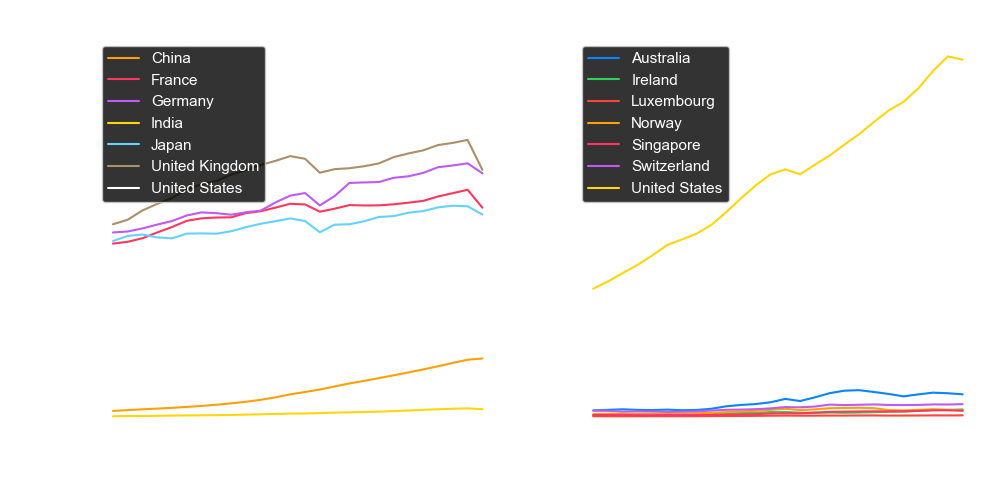 China
France
Germany
India
Japan
United Kingdom
United States
Australia
Ireland
Luxembourg
Norway
Singapore
Switzerland
United States